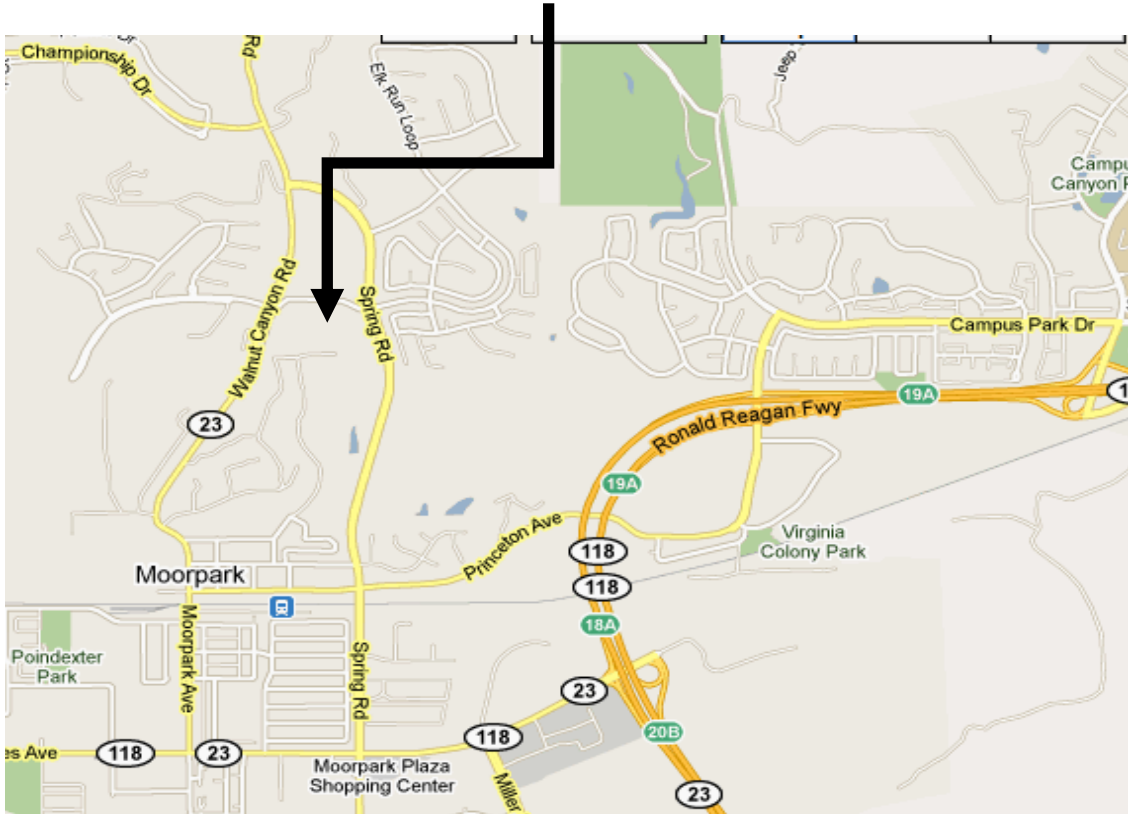 Championship Dr
Rd
Elk Run Loop
Jeep
Walnut Canyon Rd
Spring Rd
Campus Park Dr
23
19A
Ronald Reagan Fwy
19A
Princeton Ave
Virginia
Colony Park
118
118
Moorpark
18A
Moorpark Ave
Poindexter
Park
Spring Rd
23
118
20B
es Ave
118
23
Moorpark Plaza
Shopping Center
Miller
23